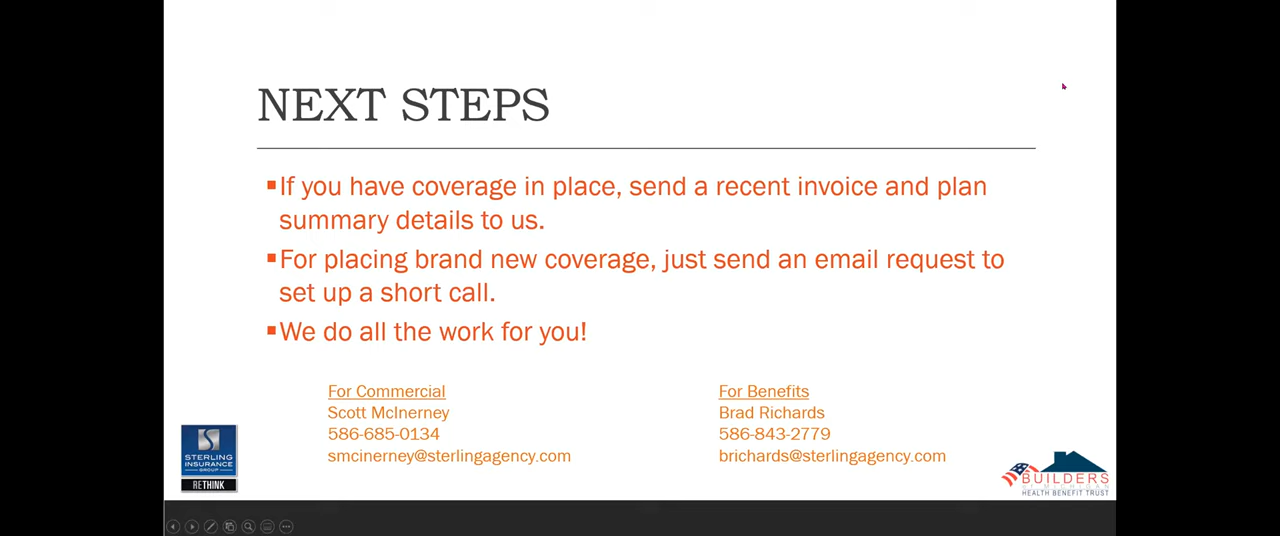 NEXT STEPS
▪If you have coverage in place, send a recent invoice and plan
summary details to us.
▪For placing brand new coverage, just send an email request to
set up a short call.
▪We do all the work for you!
For Commercial
Scott McInerney
586-685-0134
smcinerney@sterlingagency.com
For Benefits
Brad Richards
586-843-2779
brichards@sterlingagency.com
STERLING
INSURANCE
GROUP
RETHINK
BUILDERS
OF MICHIGAN
HEALTH BENEFIT TRUST